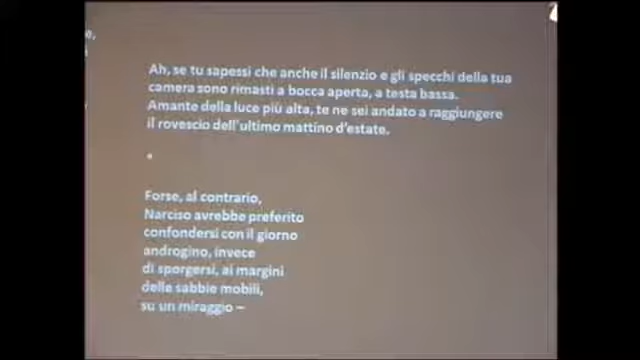 Ah, se tu sapessi che anche il silenzio e gli specchi della tua
camera sono rimasti a bocca aperta, a testa bassa.
Amante della luce più alta, te ne sei andato a raggiungere
il rovescio dell'ultimo mattino d'estate.
*
Forse, al contrario,
Narciso avrebbe preferito
confondersi con il giorno
androgino, invece
di sporgersi, ai margini
delle sabbie mobili,
su un miraggio –